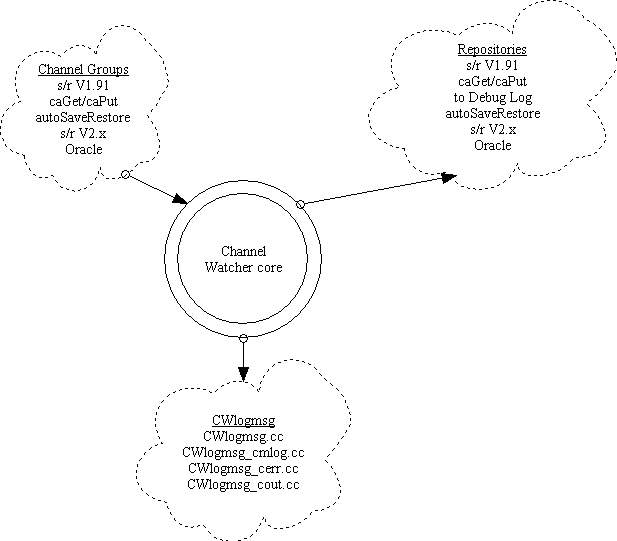 Channel Groups
s/r V1.91
caGet/caPut
autoSaveRestore
s/r V2.x
Oracle
Repositories
s/r V1.91
caGet/caPut
to Debug Log
autoSaveRestore
s/r V2.x
Oracle
Channel
Watcher core
CWlogmsg
CWlogmsg.cc
CWlogmsg_cmlog.cc
CWlogmsg_cerr.cc
CWlogmsg_cout.cc